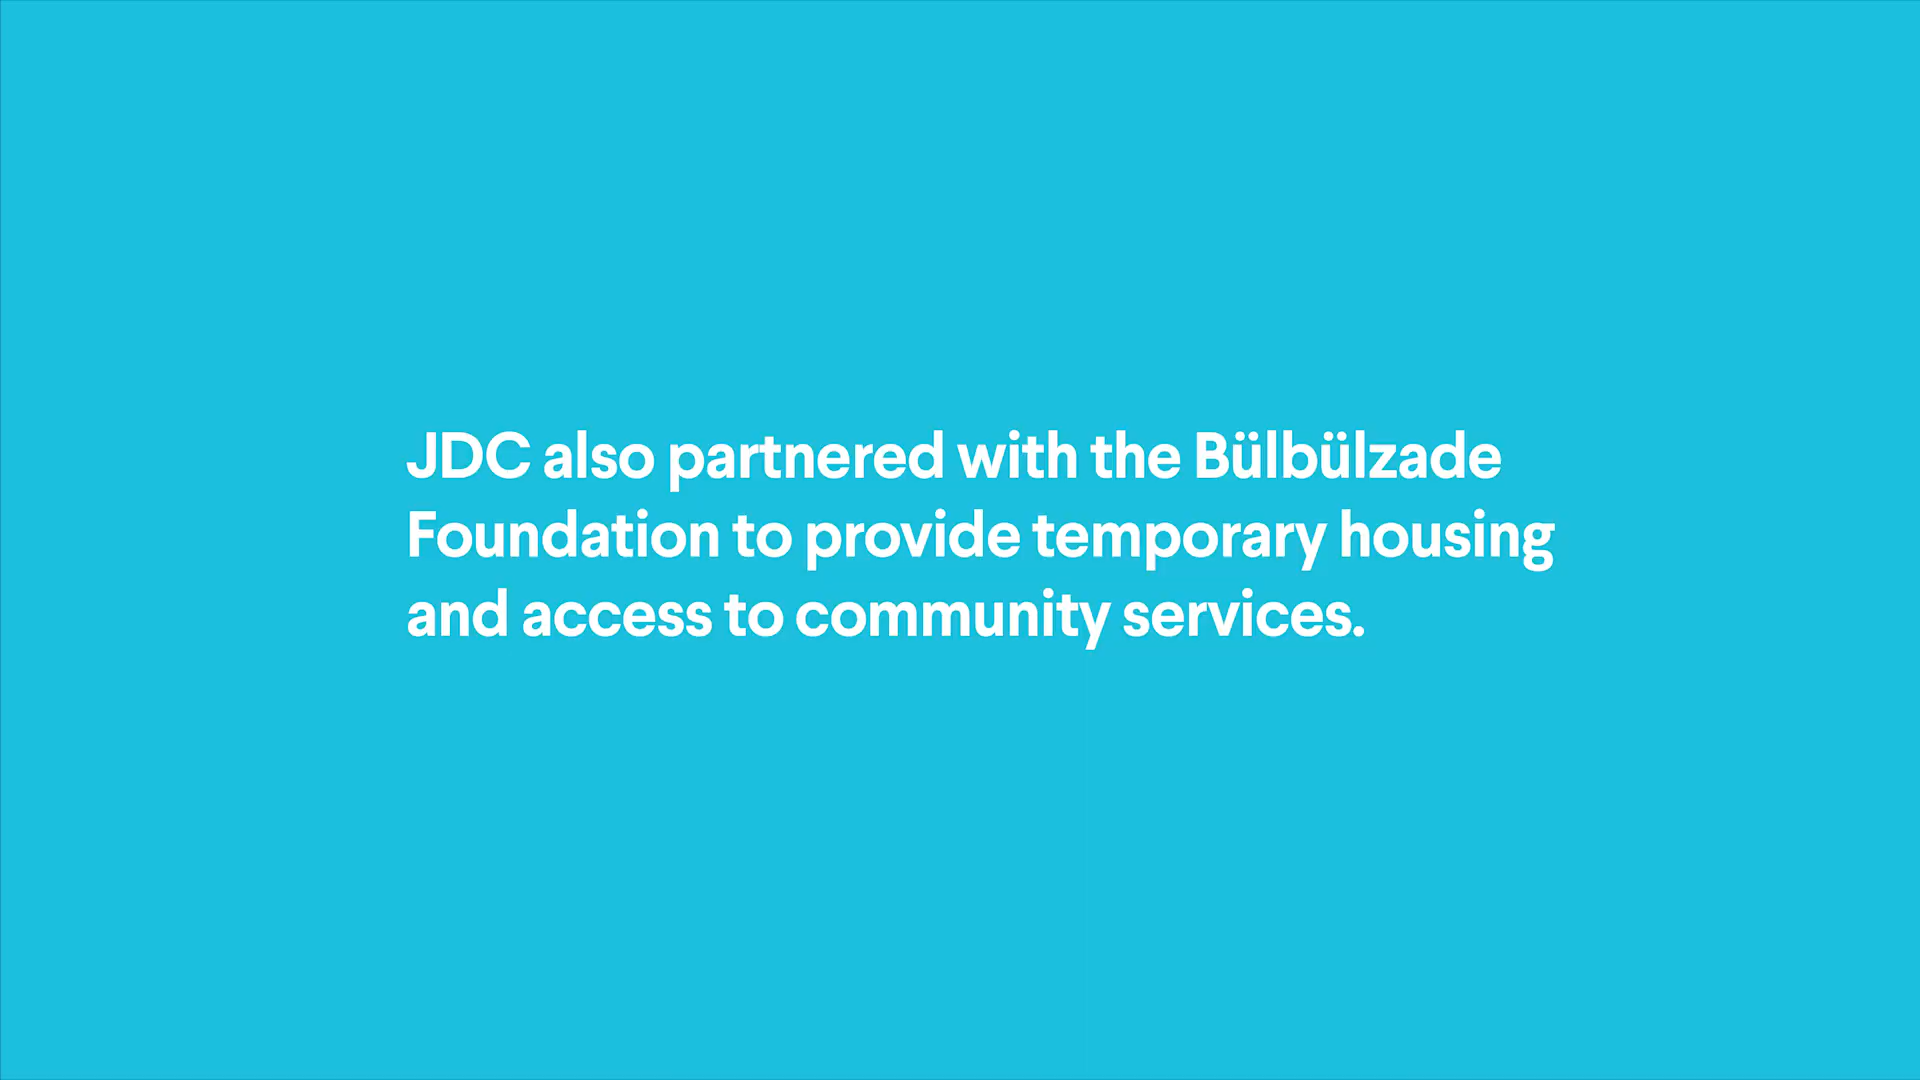 JDC also partnered with the Bülbülzade
Foundation to provide temporary housing
and access to community services.